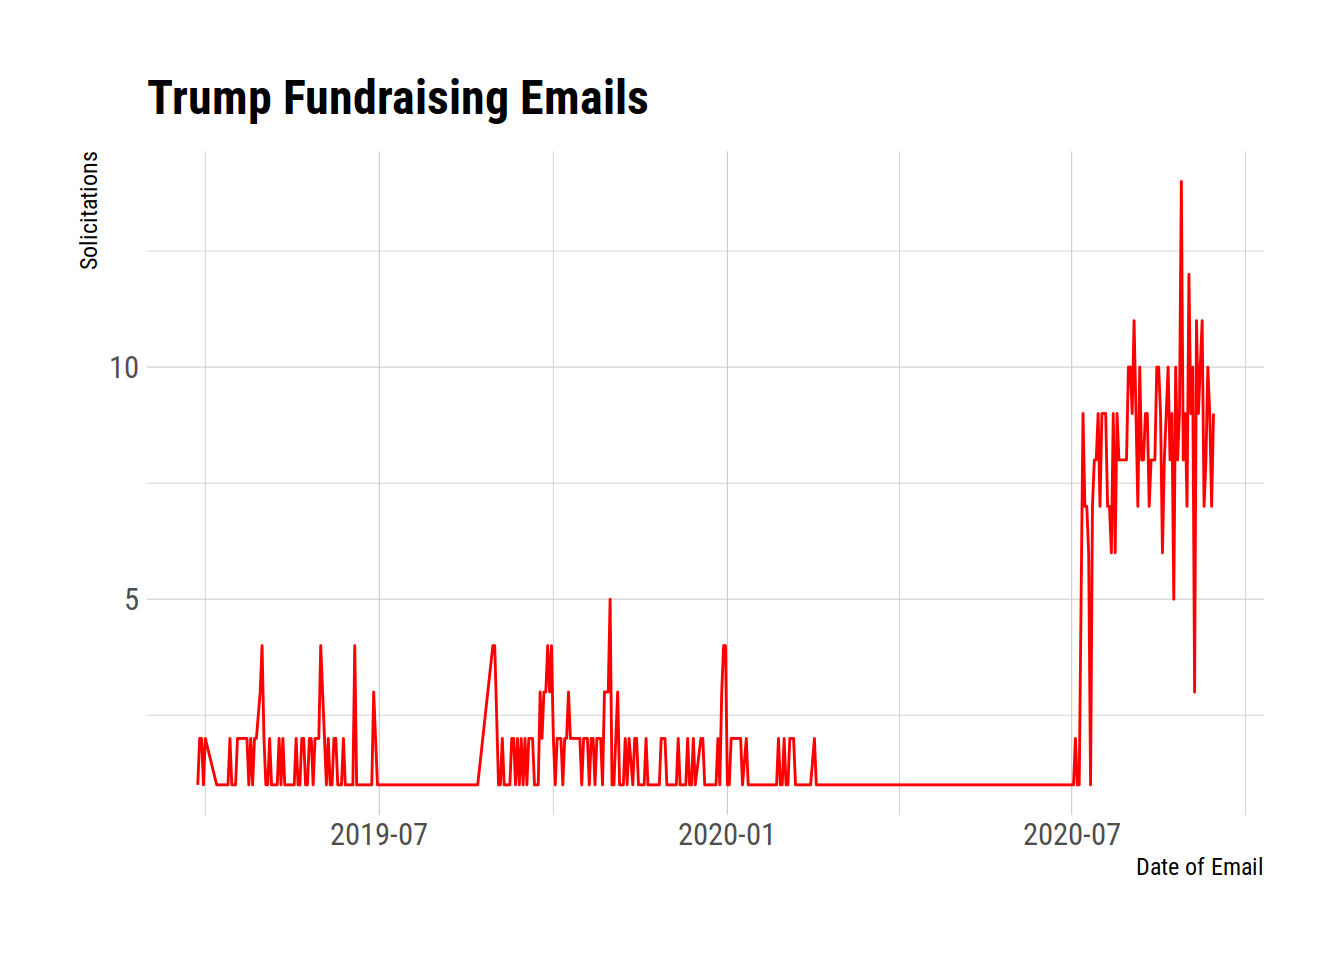 Trump Fundraising Emails
Solicitations
10
5
2019-07
2020-01
2020-07
Date of Email